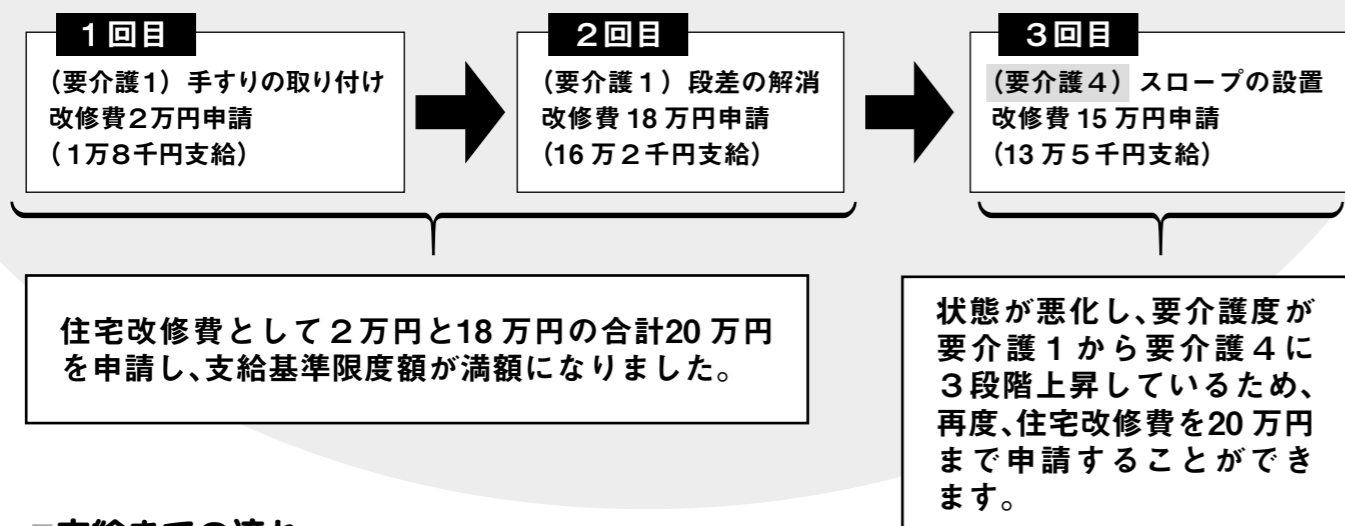 1回目
(要介護1) 手すりの取り付け
改修費2万円申請
(1万8千円支給)
2回目
(要介護1) 段差の解消
改修費 18 万円申請
(16 万2千円支給)
3回目
(要介護4) スロープの設置
改修費 15 万円申請
(13 万5千円支給)
住宅改修費として2万円と18 万円の合計20 万円
を申請し、支給基準限度額が満額になりました。
状態が悪化し、要介護度が
要介護1から要介護4に
3段階上昇しているため、
再度、住宅改修費を20 万円
まで申請することができ
ます。